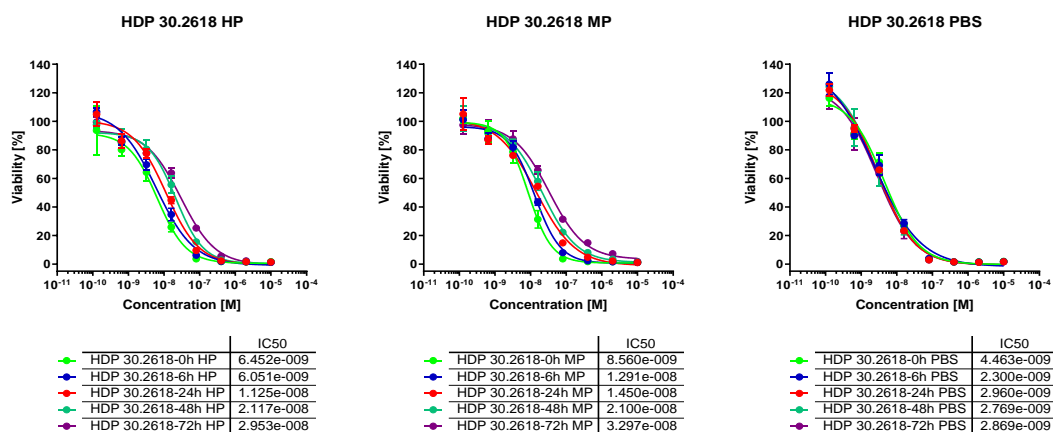 HDP 30.2618 HP
Viability [%]
140
120
100
80
60
40
20
0
10-11 10-10 10-9 10-8 10-7 10-6 10-5 10-4
Concentration [M]
IC50
HDP 30.2618-0h HP 6.452e-009
HDP 30.2618-6h HP 6.051e-009
HDP 30.2618-24h HP 1.125e-008
HDP 30.2618-48h HP 2.117e-008
HDP 30.2618-72h HP 2.953e-008
HDP 30.2618 MP
Viability [%]
140
120
100
80
60
40
20
0
10-11 10-10 10-9 10-8 10-7 10-6 10-5 10-4
Concentration [M]
IC50
HDP 30.2618-0h MP 8.560e-009
HDP 30.2618-6h MP 1.291e-008
HDP 30.2618-24h MP 1.450e-008
HDP 30.2618-48h MP 2.100e-008
HDP 30.2618-72h MP 3.297e-008
HDP 30.2618 PBS
Viability [%]
140
120
100
80
60
40
20
0
10-11 10-10 10-9 10-8 10-7 10-6 10-5 10-4
Concentration [M]
IC50
HDP 30.2618-0h PBS 4.463e-009
HDP 30.2618-6h PBS 2.300e-009
HDP 30.2618-24h PBS 2.960e-009
HDP 30.2618-48h PBS 2.769e-009
HDP 30.2618-72h PBS 2.869e-009